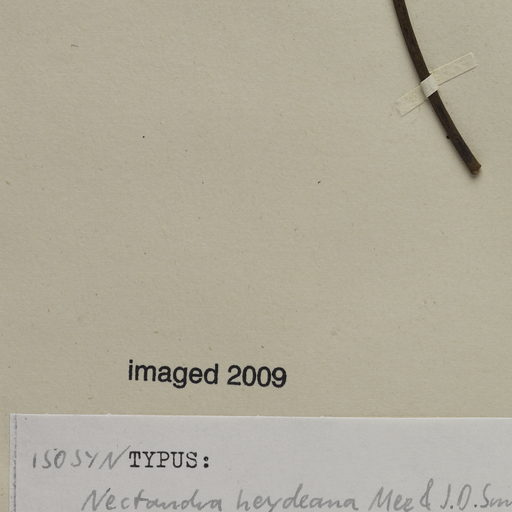 imaged 2009
ISOSYNTYPUS:
Nectandra heydeana Mez & J.D.Sm